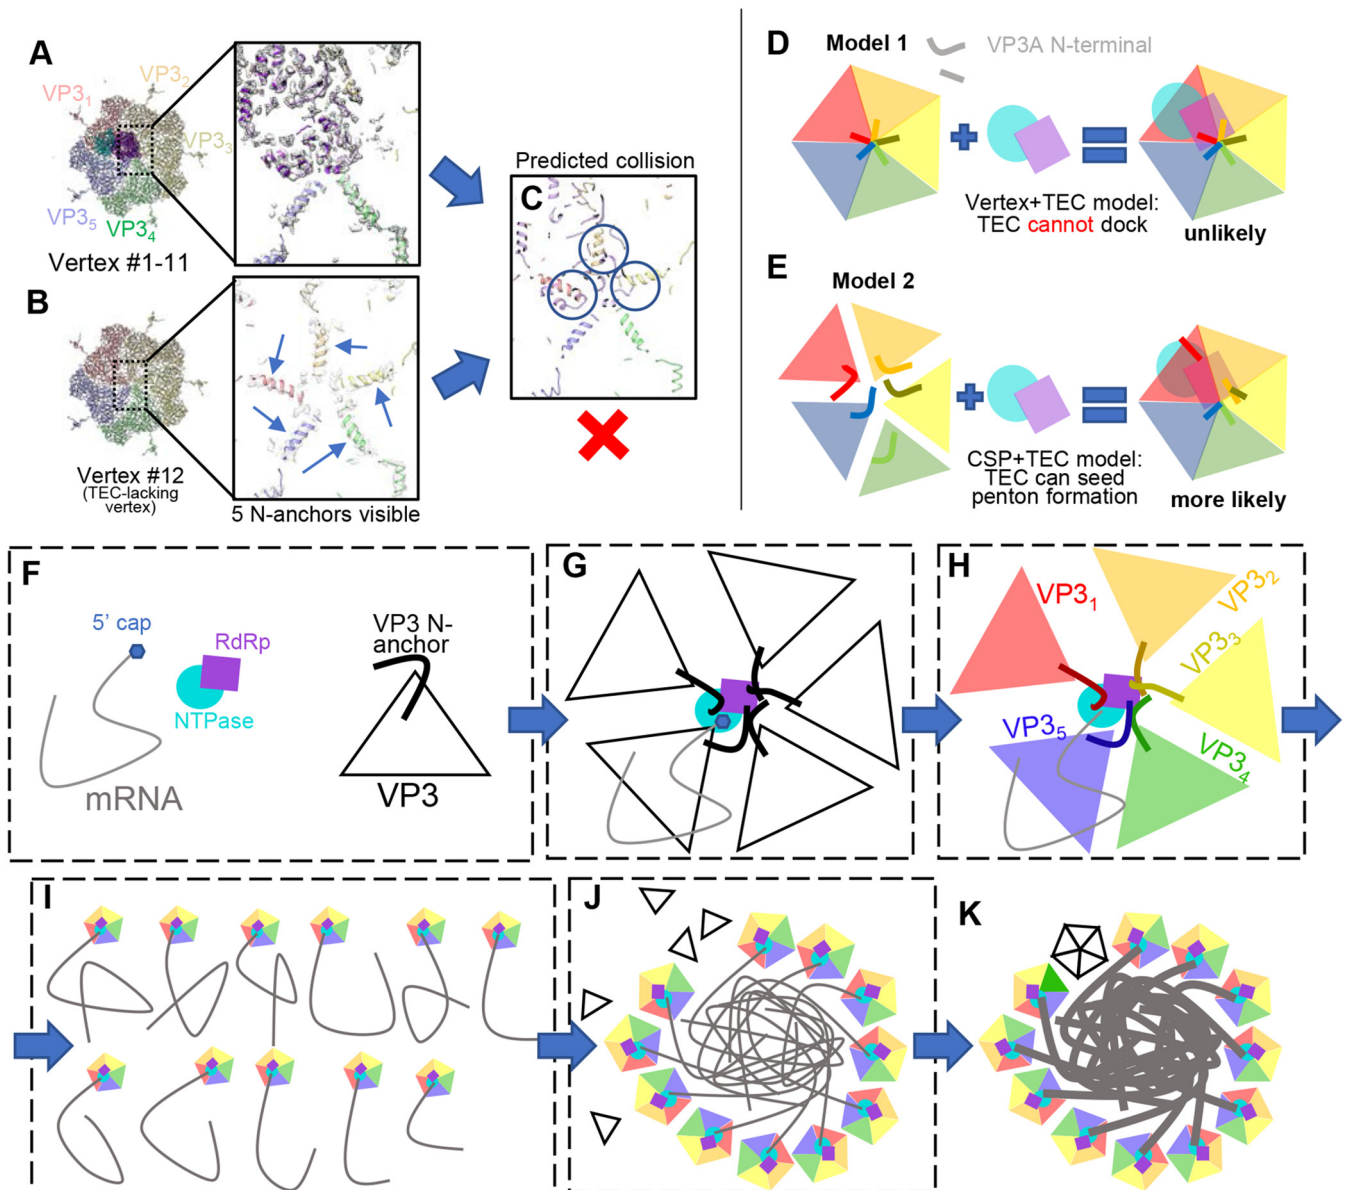 A
VP3₁
VP3₂
VP3₃
VP3₅
VP3₄
Vertex #1-11
B
Vertex #12
(TEC-lacking
vertex)
5 N-anchors visible
Predicted collision
C
D
Model 1
VP3A N-terminal
Vertex+TEC model:
TEC cannot dock
unlikely
E
Model 2
CSP+TEC model:
TEC can seed
penton formation
more likely
F
5' cap
RdRp
NTPase
mRNA
VP3 N-
anchor
VP3
G
H
VP3₁
VP3₂
VP3₃
VP3₅
VP3₄
I
J
K